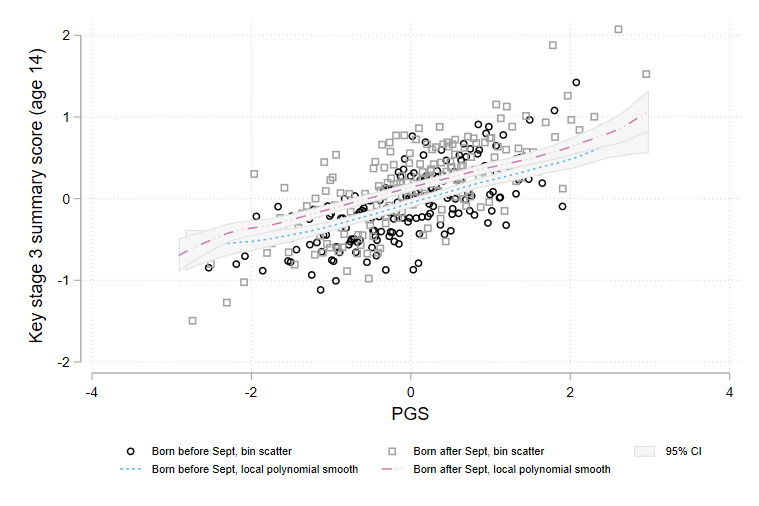 Key stage 3 summary score (age 14)
2
1
0
-1
-2
-4
-2
0
2
4
PGS
Born before Sept, bin scatter
Born after Sept, bin scatter
95% CI
Born before Sept, local polynomial smooth
Born after Sept, local polynomial smooth